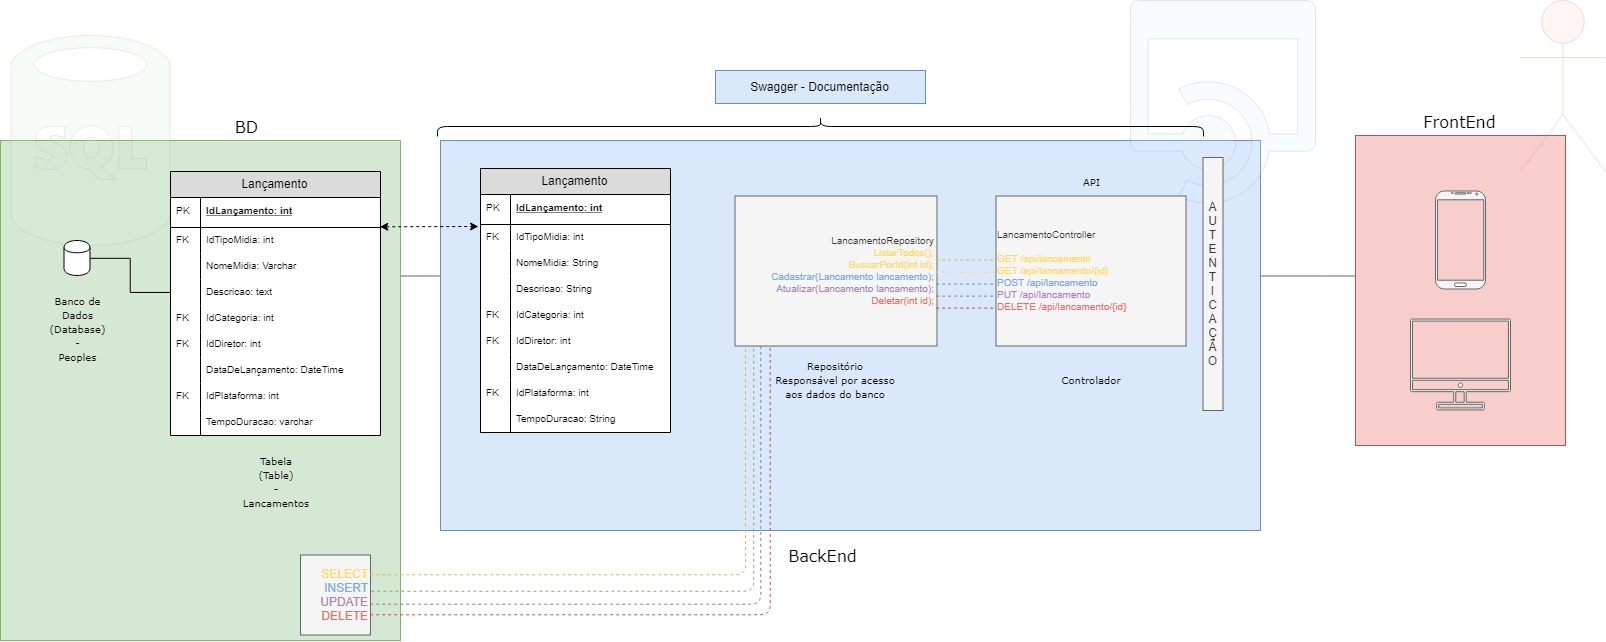 Swagger - Documentação
SQL
BD
FrontEnd
Lançamento
PK IdLançamento: int
FK IdTipoMidia: int
NomeMidia: Varchar
Descricao: text
FK IdCategoria: int
FK IdDiretor: int
DataDeLançamento: DateTime
FK IdPlataforma: int
TempoDuracao: varchar
Banco de
Dados
(Database)
-
Peoples
Tabela
(Table)
-
Lancamentos
SELECT
INSERT
UPDATE
DELETE
Lançamento
PK IdLançamento: int
FK IdTipoMidia: int
NomeMidia: String
Descricao: String
FK IdCategoria: int
FK IdDiretor: int
DataDeLançamento: DateTime
FK IdPlataforma: int
TempoDuracao: String
LancamentoRepository
ListarTodos();
BuscarPorId(int id);
Cadastrar(Lancamento lancamento);
Atualizar(Lancamento lancamento);
Deletar(int id);
Repositório
Responsável por acesso
aos dados do banco
API
LancamentoController
GET /api/lancamento
GET /api/lancamento/{id}
POST /api/lancamento
PUT /api/lancamento
DELETE /api/lancamento/{id}
Controlador
A
U
T
E
N
T
I
C
A
Ç
Ã
O
BackEnd